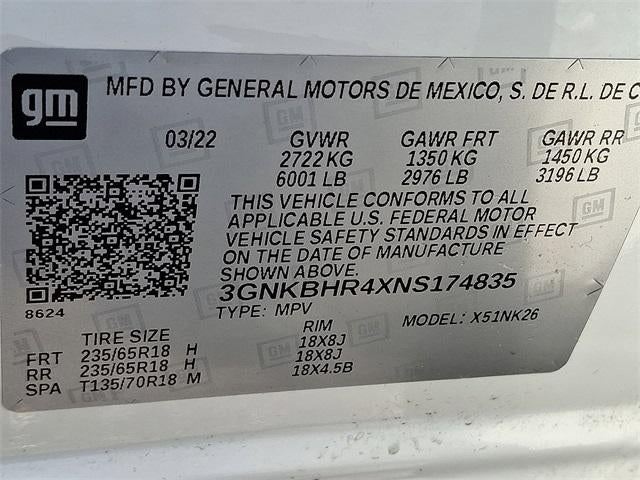 gm
MFD BY GENERAL MOTORS DE MEXICO, S. DE R.L. DE C
03/22 GVWR GAWR FRT GAWR RR
2722 KG 1350 KG 1450 KG
6001 LB 2976 LB 3196 LB
THIS VEHICLE CONFORMS TO ALL
APPLICABLE U.S. FEDERAL MOTOR
VEHICLE SAFETY STANDARDS IN EFFECT
ON THE DATE OF MANUFACTURE
SHOWN ABOVE.
3GNKBHR4XNS174835
8624
TYPE: MPV MODEL: X51NK26
TIRE SIZE RIM
FRT 235/65R18 H 18X8J
RR 235/65R18 H 18X8J
SPA T135/70R18 M 18X4.5B